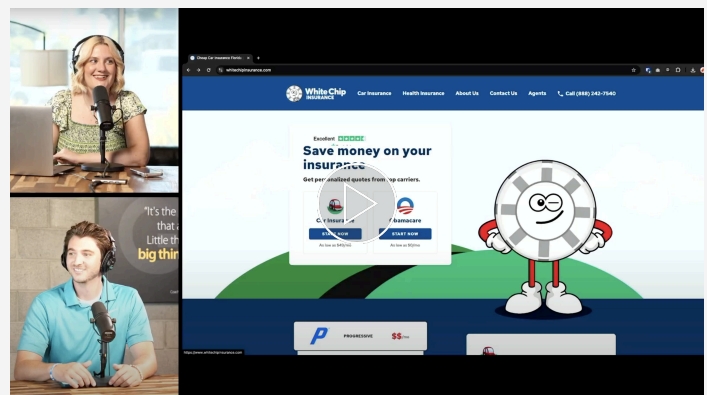 "It's the
that a
Little th
big thin
Cheap Car Insurance Florid...
whitechipinsurance.com
White Chip
INSURANCE
Car Insurance
Health Insurance
About Us
Contact Us
Agents
Call (888) 242-7540
Excellent
Save money on your
insurance
Get personalized quotes from top carriers.
Car Insurance
Obamacare
START NOW
START NOW
As low as $40/mo
As low as $0/mo
PROGRESSIVE
$$/mo
https://www.whitechipinsurance.com